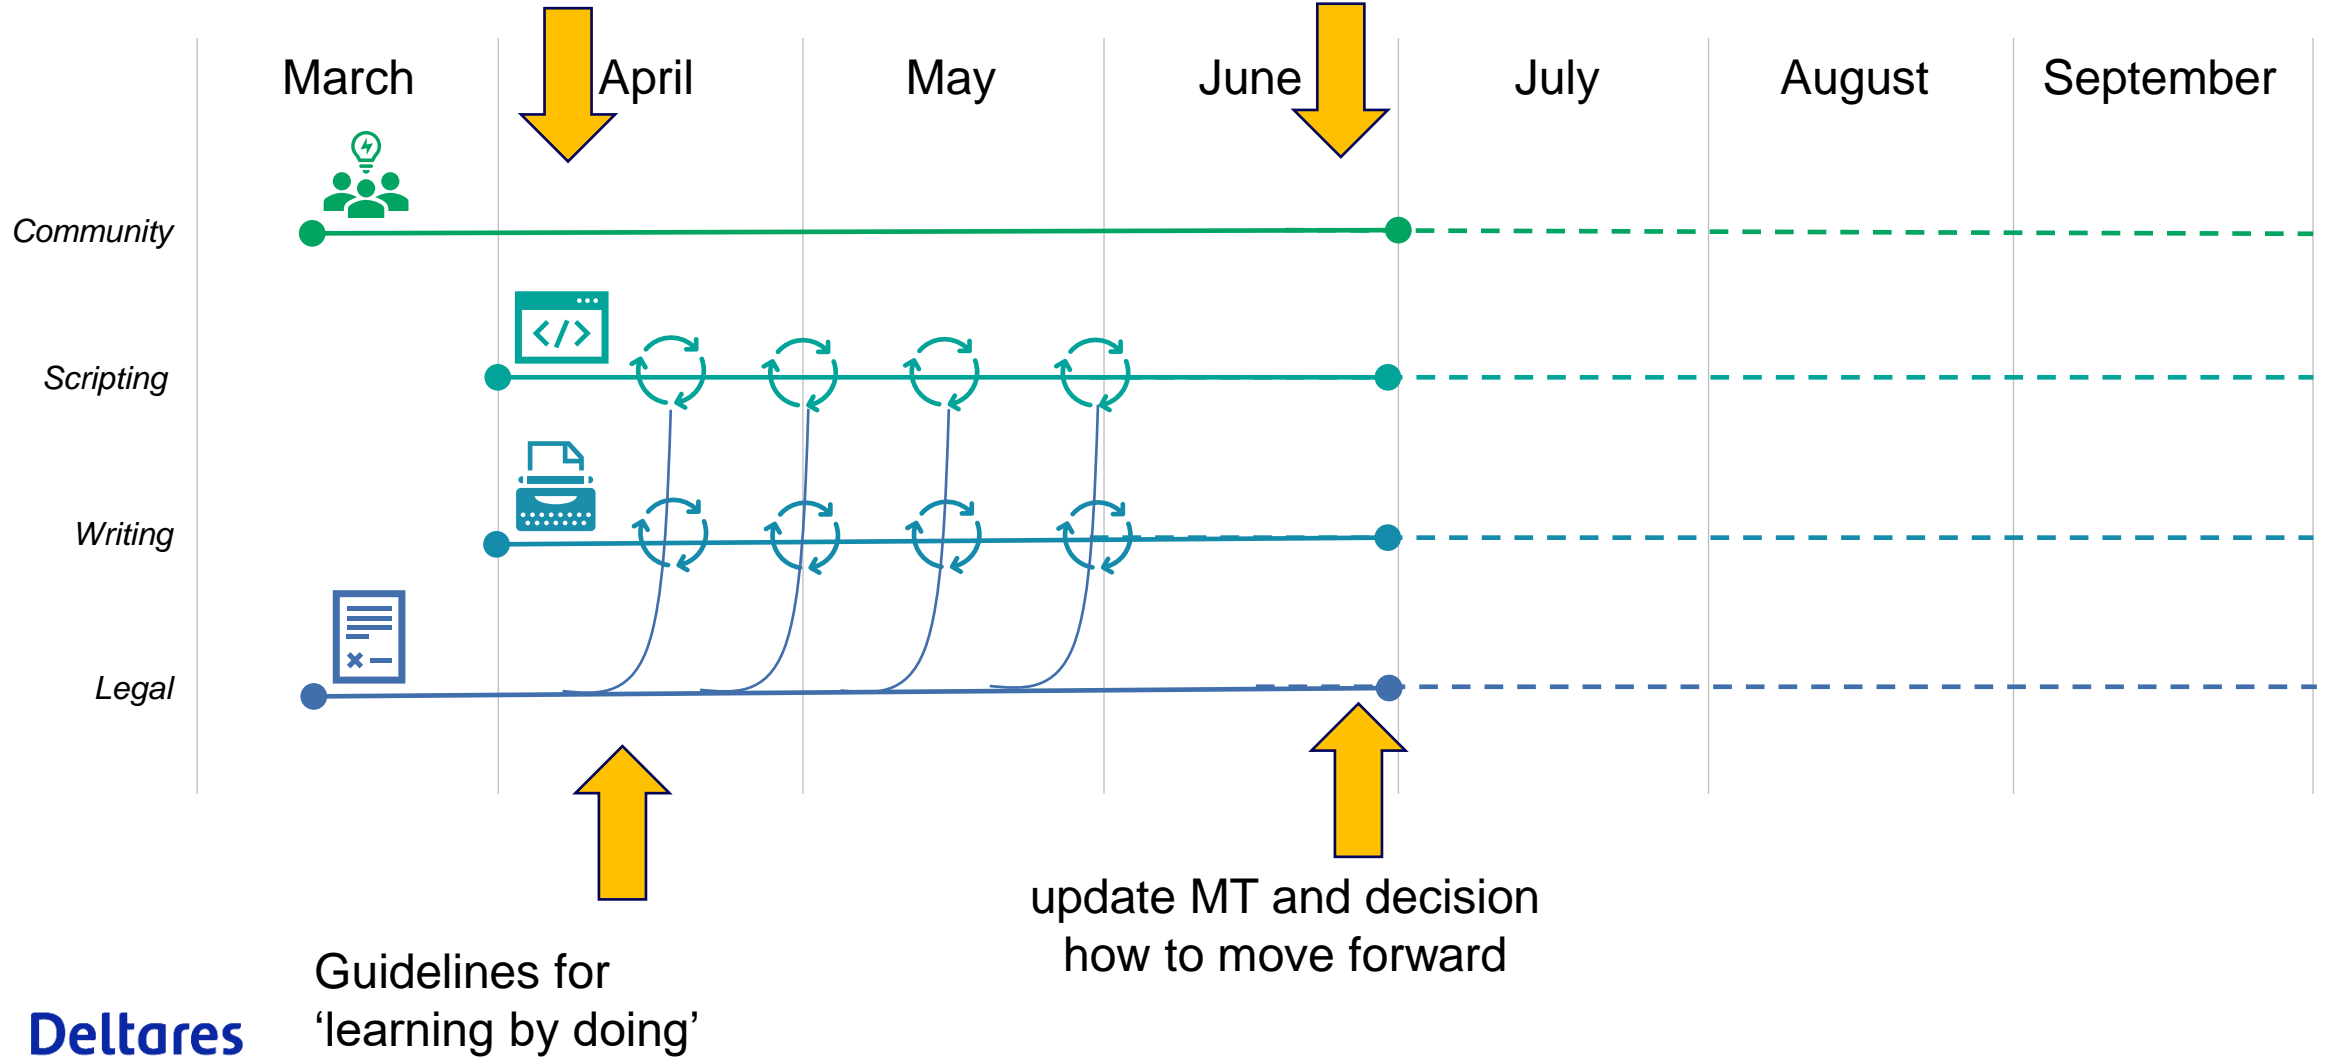 March
April
May
June
July
August
September
Community
Scripting
Writing
Legal
update MT and decision
how to move forward
Guidelines for
‘learning by doing’
Deltares